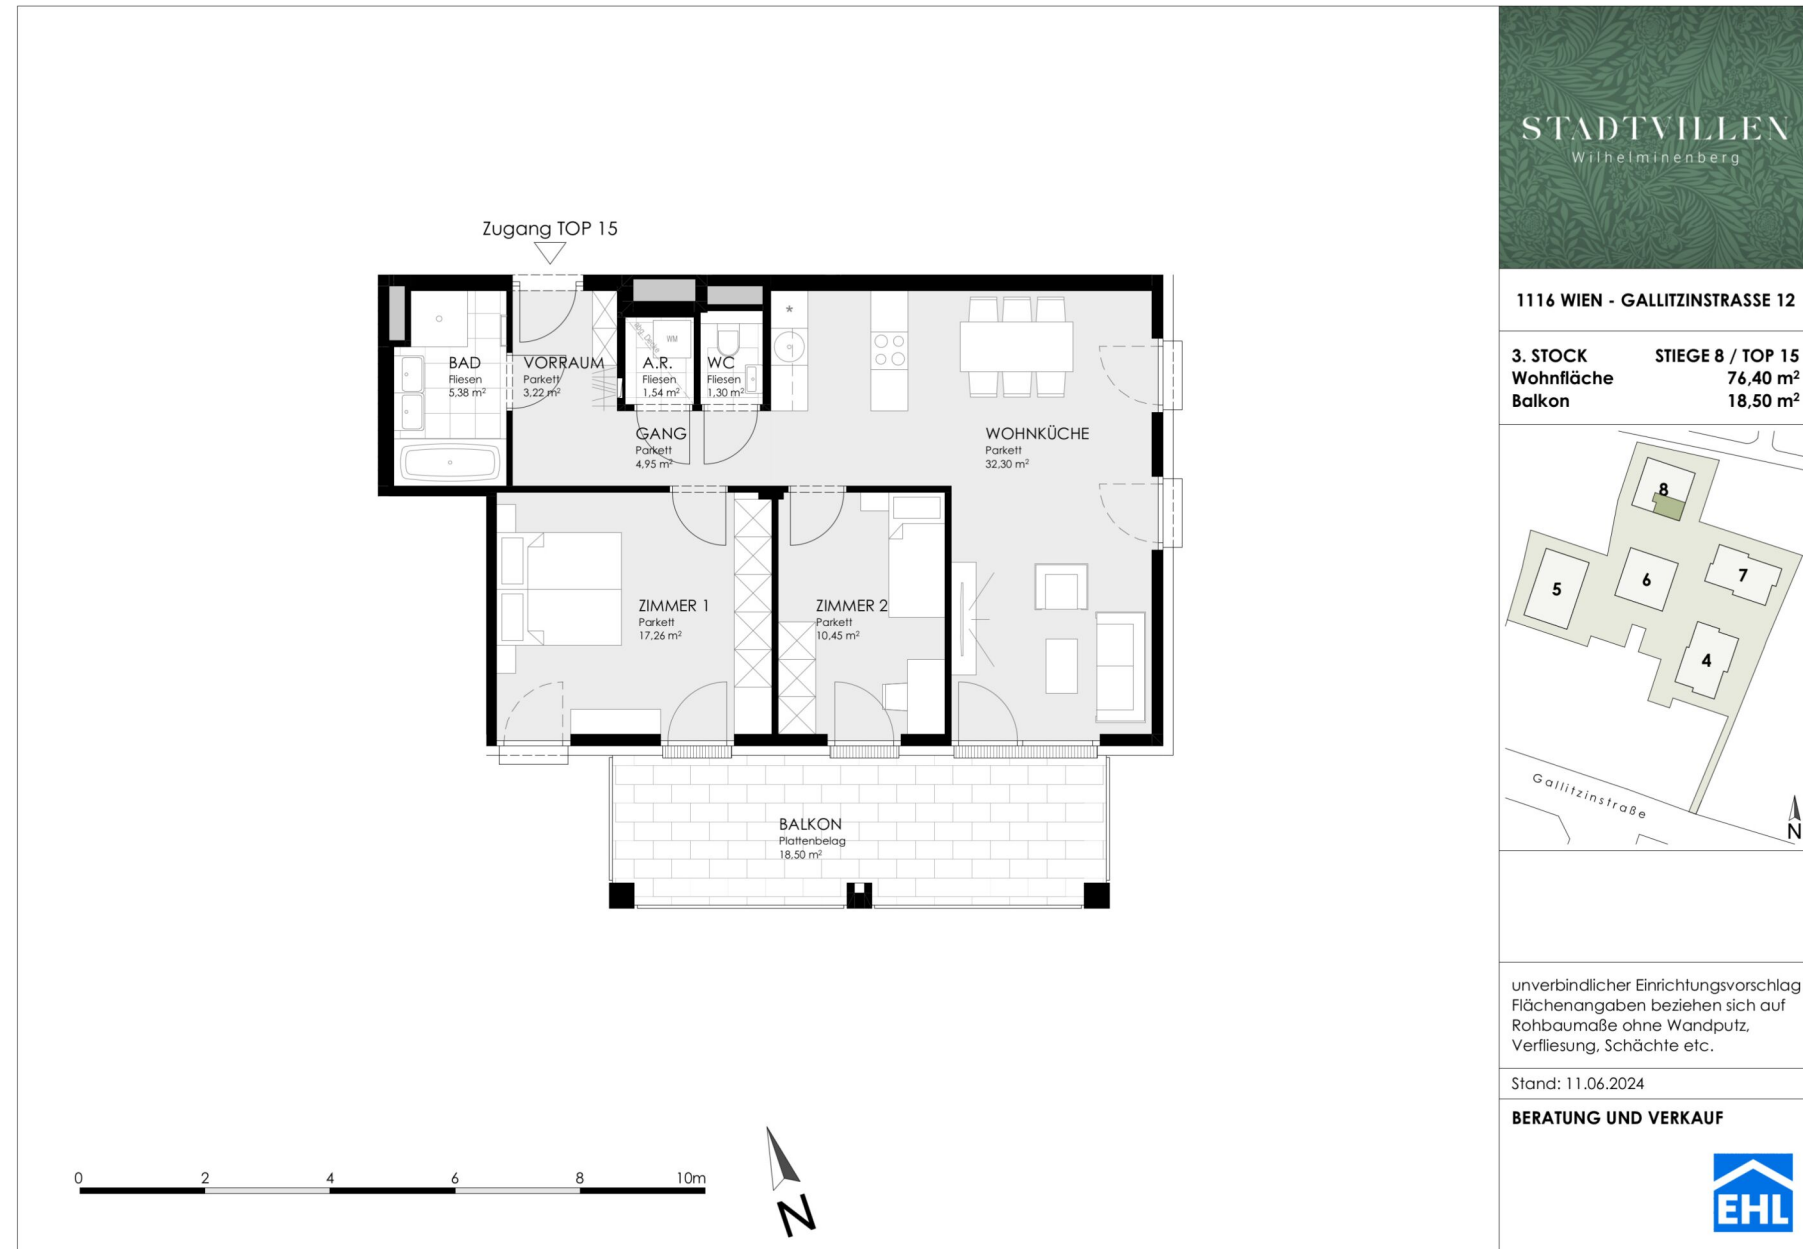 STADTVILLEN
Wilhelminenberg
1116 WIEN - GALLITZINSTRASSE 12
3. STOCK STIEGE 8 / TOP 15
Wohnfläche 76,40 m²
Balkon 18,50 m²
8
5
6
7
4
Gallitzinstraße
N
unverbindlicher Einrichtungsvorschlag
Flächenangaben beziehen sich auf
Rohbaumaße ohne Wandputz,
Verfliesung, Schächte etc.
Stand: 11.06.2024
BERATUNG UND VERKAUF
EHL
Zugang TOP 15
BAD
Fliesen
5,38 m²
VORRAUM
Parkett
3,22 m²
abg. Decke
WM
A.R.
Fliesen
1,54 m²
WC
Fliesen
1,30 m²
*
GANG
Parkett
4,95 m²
WOHNKÜCHE
Parkett
32,30 m²
ZIMMER 1
Parkett
17,26 m²
ZIMMER 2
Parkett
10,45 m²
BALKON
Plattenbelag
18,50 m²
0 2 4 6 8 10m
N